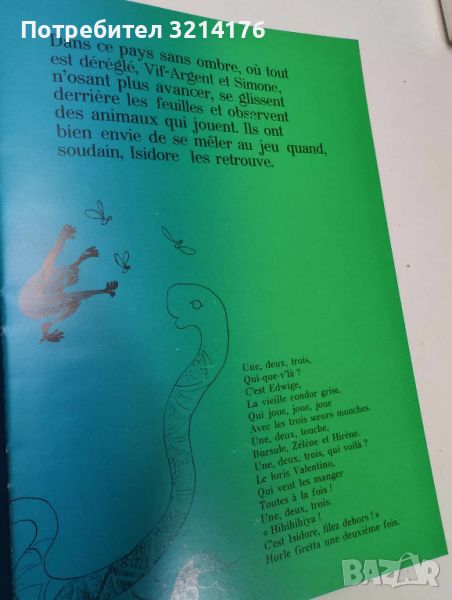 Потребител 3214176
Dans ce pays sans ombre, où tout
est déréglé, Vif-Argent et Simone,
n'osant plus avancer, se glissent
derrière les feuilles et observent
des animaux qui jouent. Ils ont
bien envie de se mêler au jeu quand,
soudain, Isidore les retrouve.
Une, deux, trois,
Qui-que-v'là ?
C'est Edwige,
La vieille condor grise,
Qui joue, joue, joue
Avec les trois sœurs mouches.
Une, deux, touche,
Bursule, Zélène et Hirène.
Une, deux, trois, qui voilà ?
Le loris Valentino,
Qui veut les manger
Toutes à la fois !
Une, deux, trois.
« Hihihibiya !
C'est Isidore, filez dehors ! »
Hurle Gretta une deuxième fois.
BAZAR